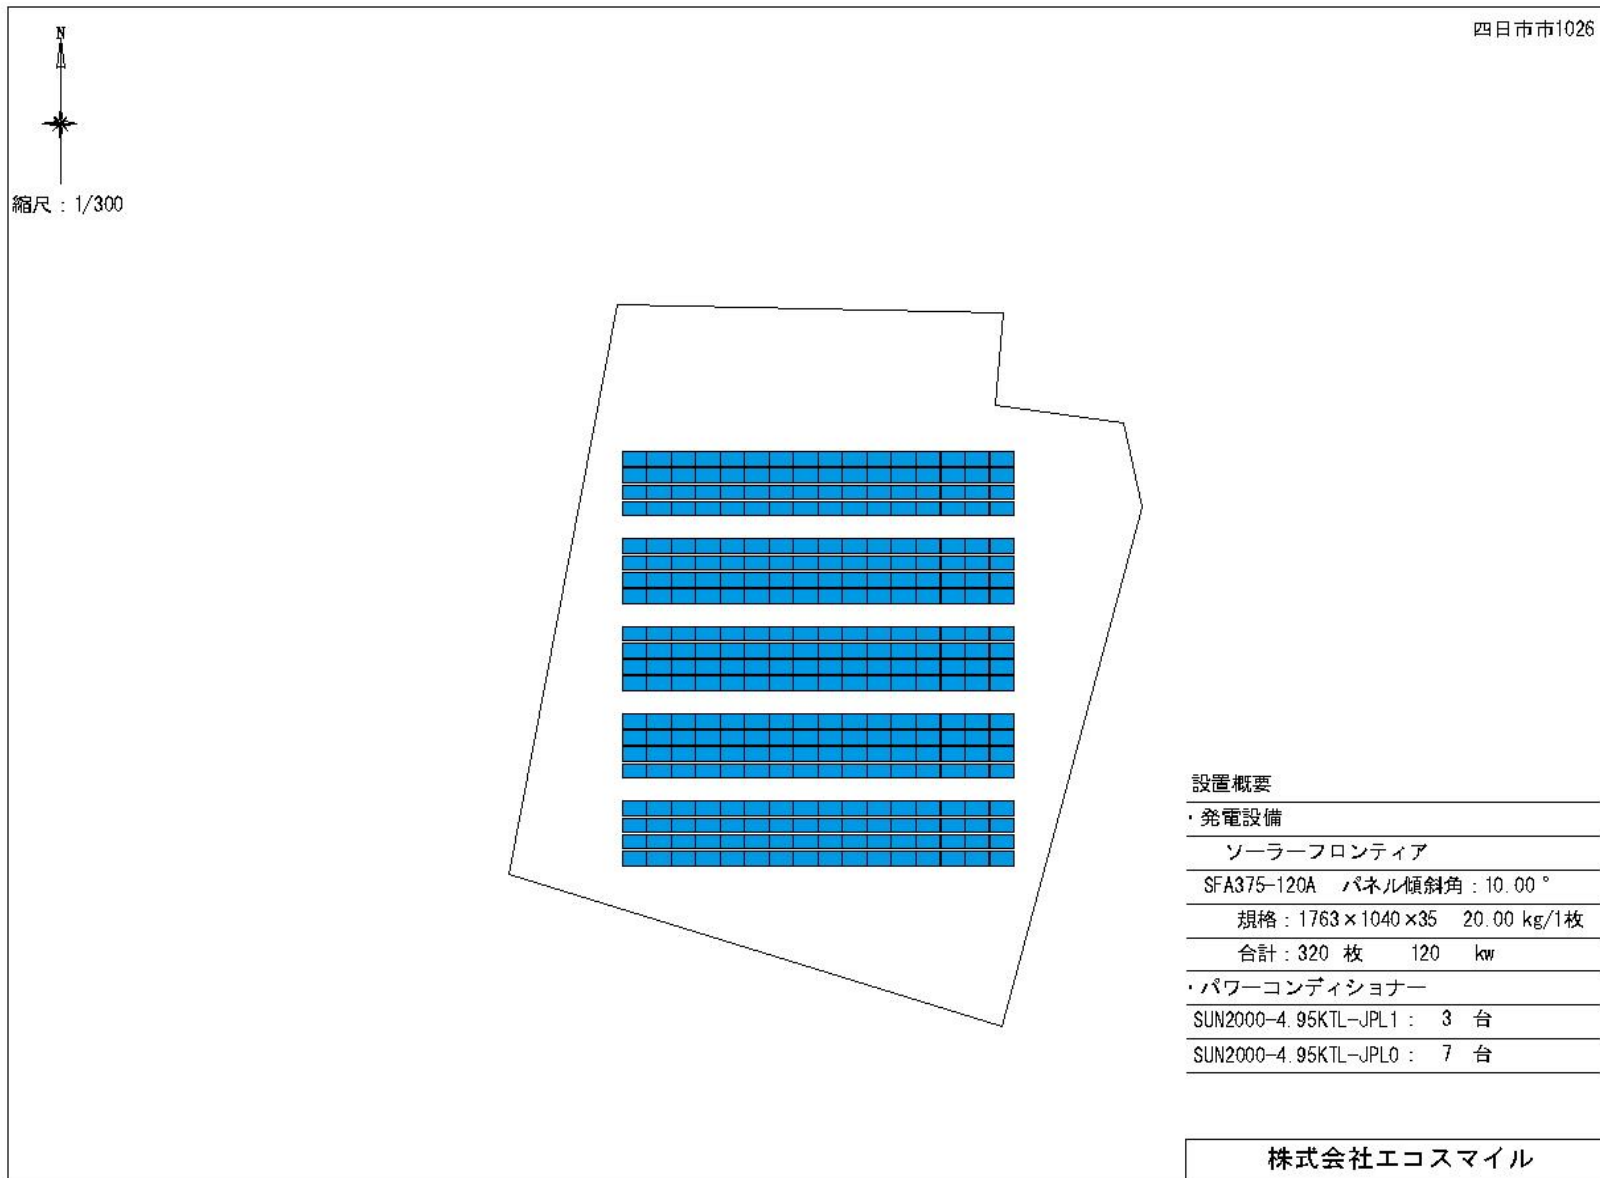 四日市市1026
N
縮尺：1/300
設置概要
・発電設備
ソーラーフロンティア
SFA375-120A パネル傾斜角：10.00°
規格：1763×1040×35 20.00 kg/1枚
合計：320 枚 120 kw
・パワーコンディショナー
SUN2000-4.95KTL-JPL1： 3 台
SUN2000-4.95KTL-JPL0： 7 台
株式会社エコスマイル